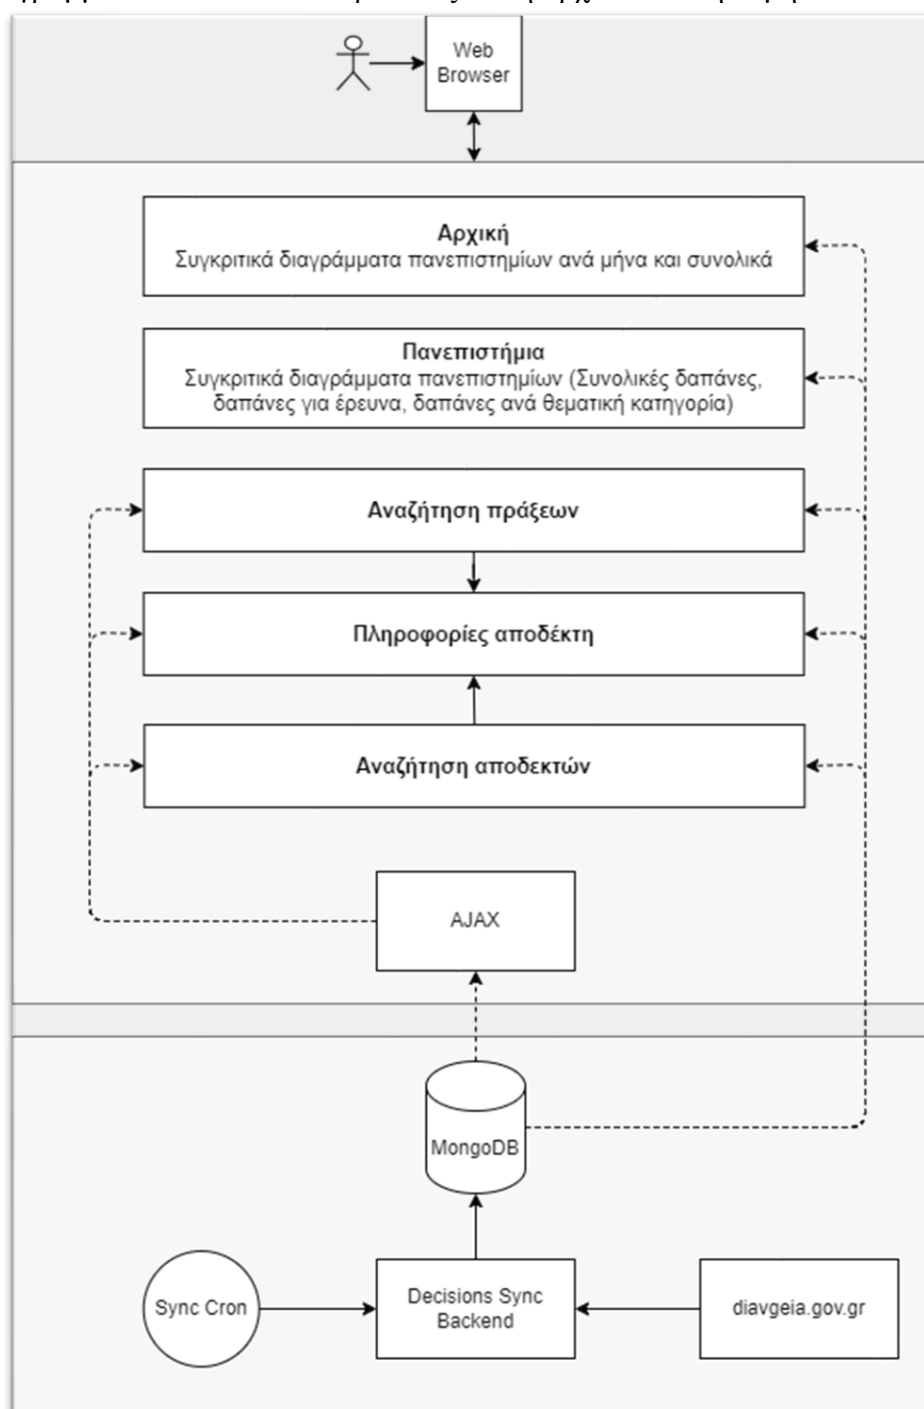 Web
Browser
Αρχική
Συγκριτικά διαγράμματα πανεπιστημίων ανά μήνα και συνολικά
Πανεπιστήμια
Συγκριτικά διαγράμματα πανεπιστημίων (Συνολικές δαπάνες,
δαπάνες για έρευνα, δαπάνες ανά θεματική κατηγορία)
Αναζήτηση πράξεων
Πληροφορίες αποδέκτη
Αναζήτηση αποδεκτών
AJAX
MongoDB
Sync Cron
Decisions Sync
Backend
diavgeia.gov.gr